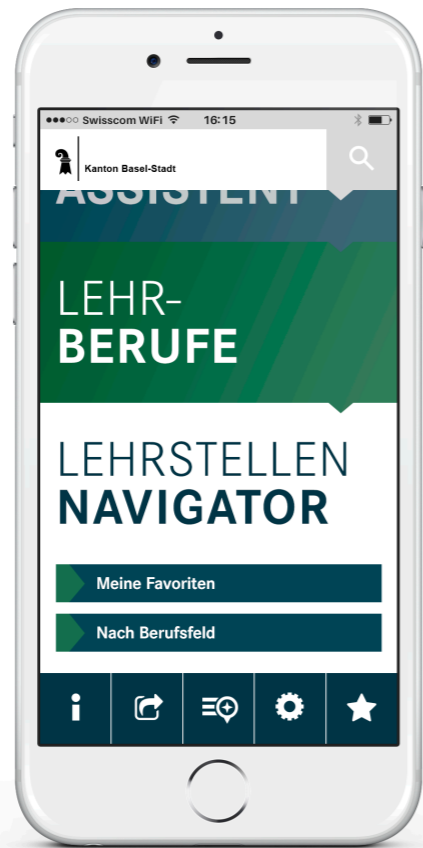 Swisscom WiFi 16:15
Kanton Basel-Stadt
ASSISTENT
LEHR-
BERUFE
LEHRSTELLEN
NAVIGATOR
Meine Favoriten
Nach Berufsfeld